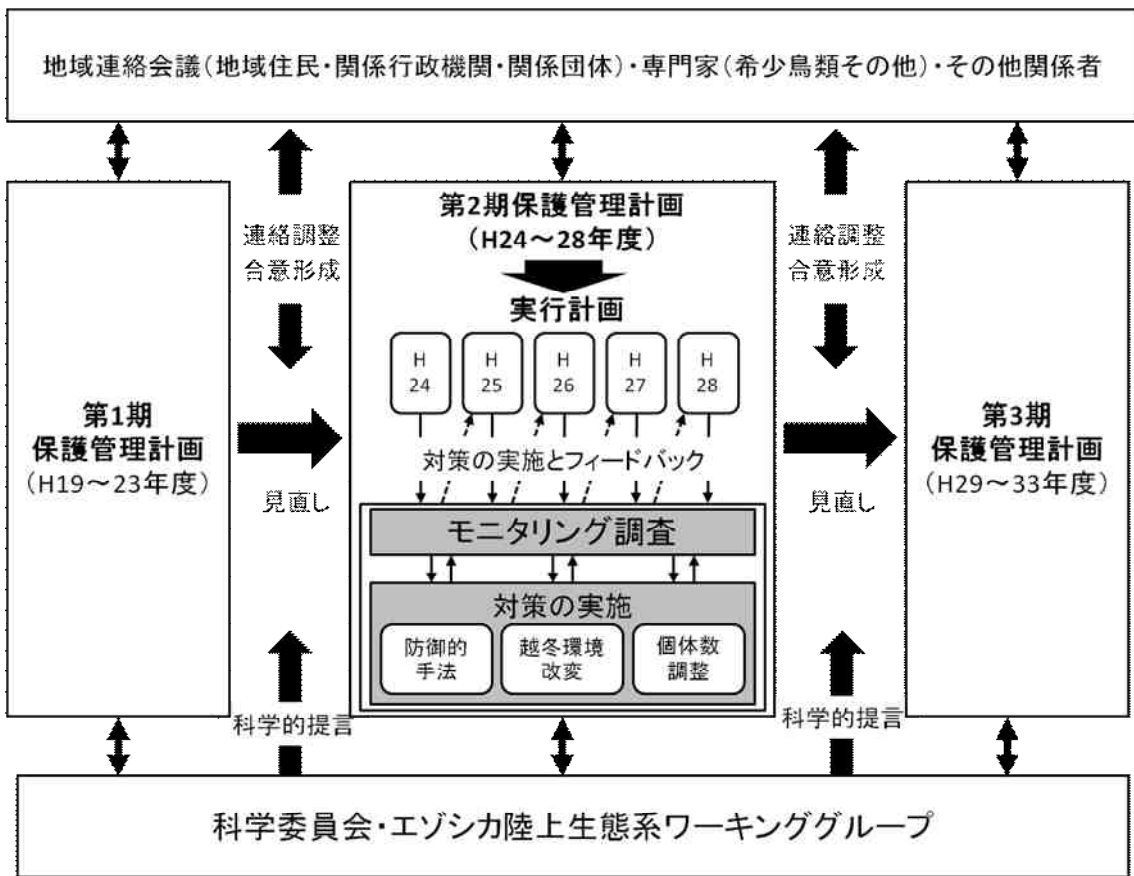 地域連絡会議(地域住民・関係行政機関・関係団体)・専門家(希少鳥類その他)・その他関係者
第1期
保護管理計画
(H19～23年度)
連絡調整
合意形成
見直し
科学的提言
第2期保護管理計画
(H24～28年度)
実行計画
H
24
H
25
H
26
H
27
H
28
対策の実施とフィードバック
モニタリング調査
対策の実施
防御的
手法
越冬環境
改変
個体数
調整
連絡調整
合意形成
見直し
科学的提言
第3期
保護管理計画
(H29～33年度)
科学委員会・エゾシカ陸上生態系ワーキンググループ